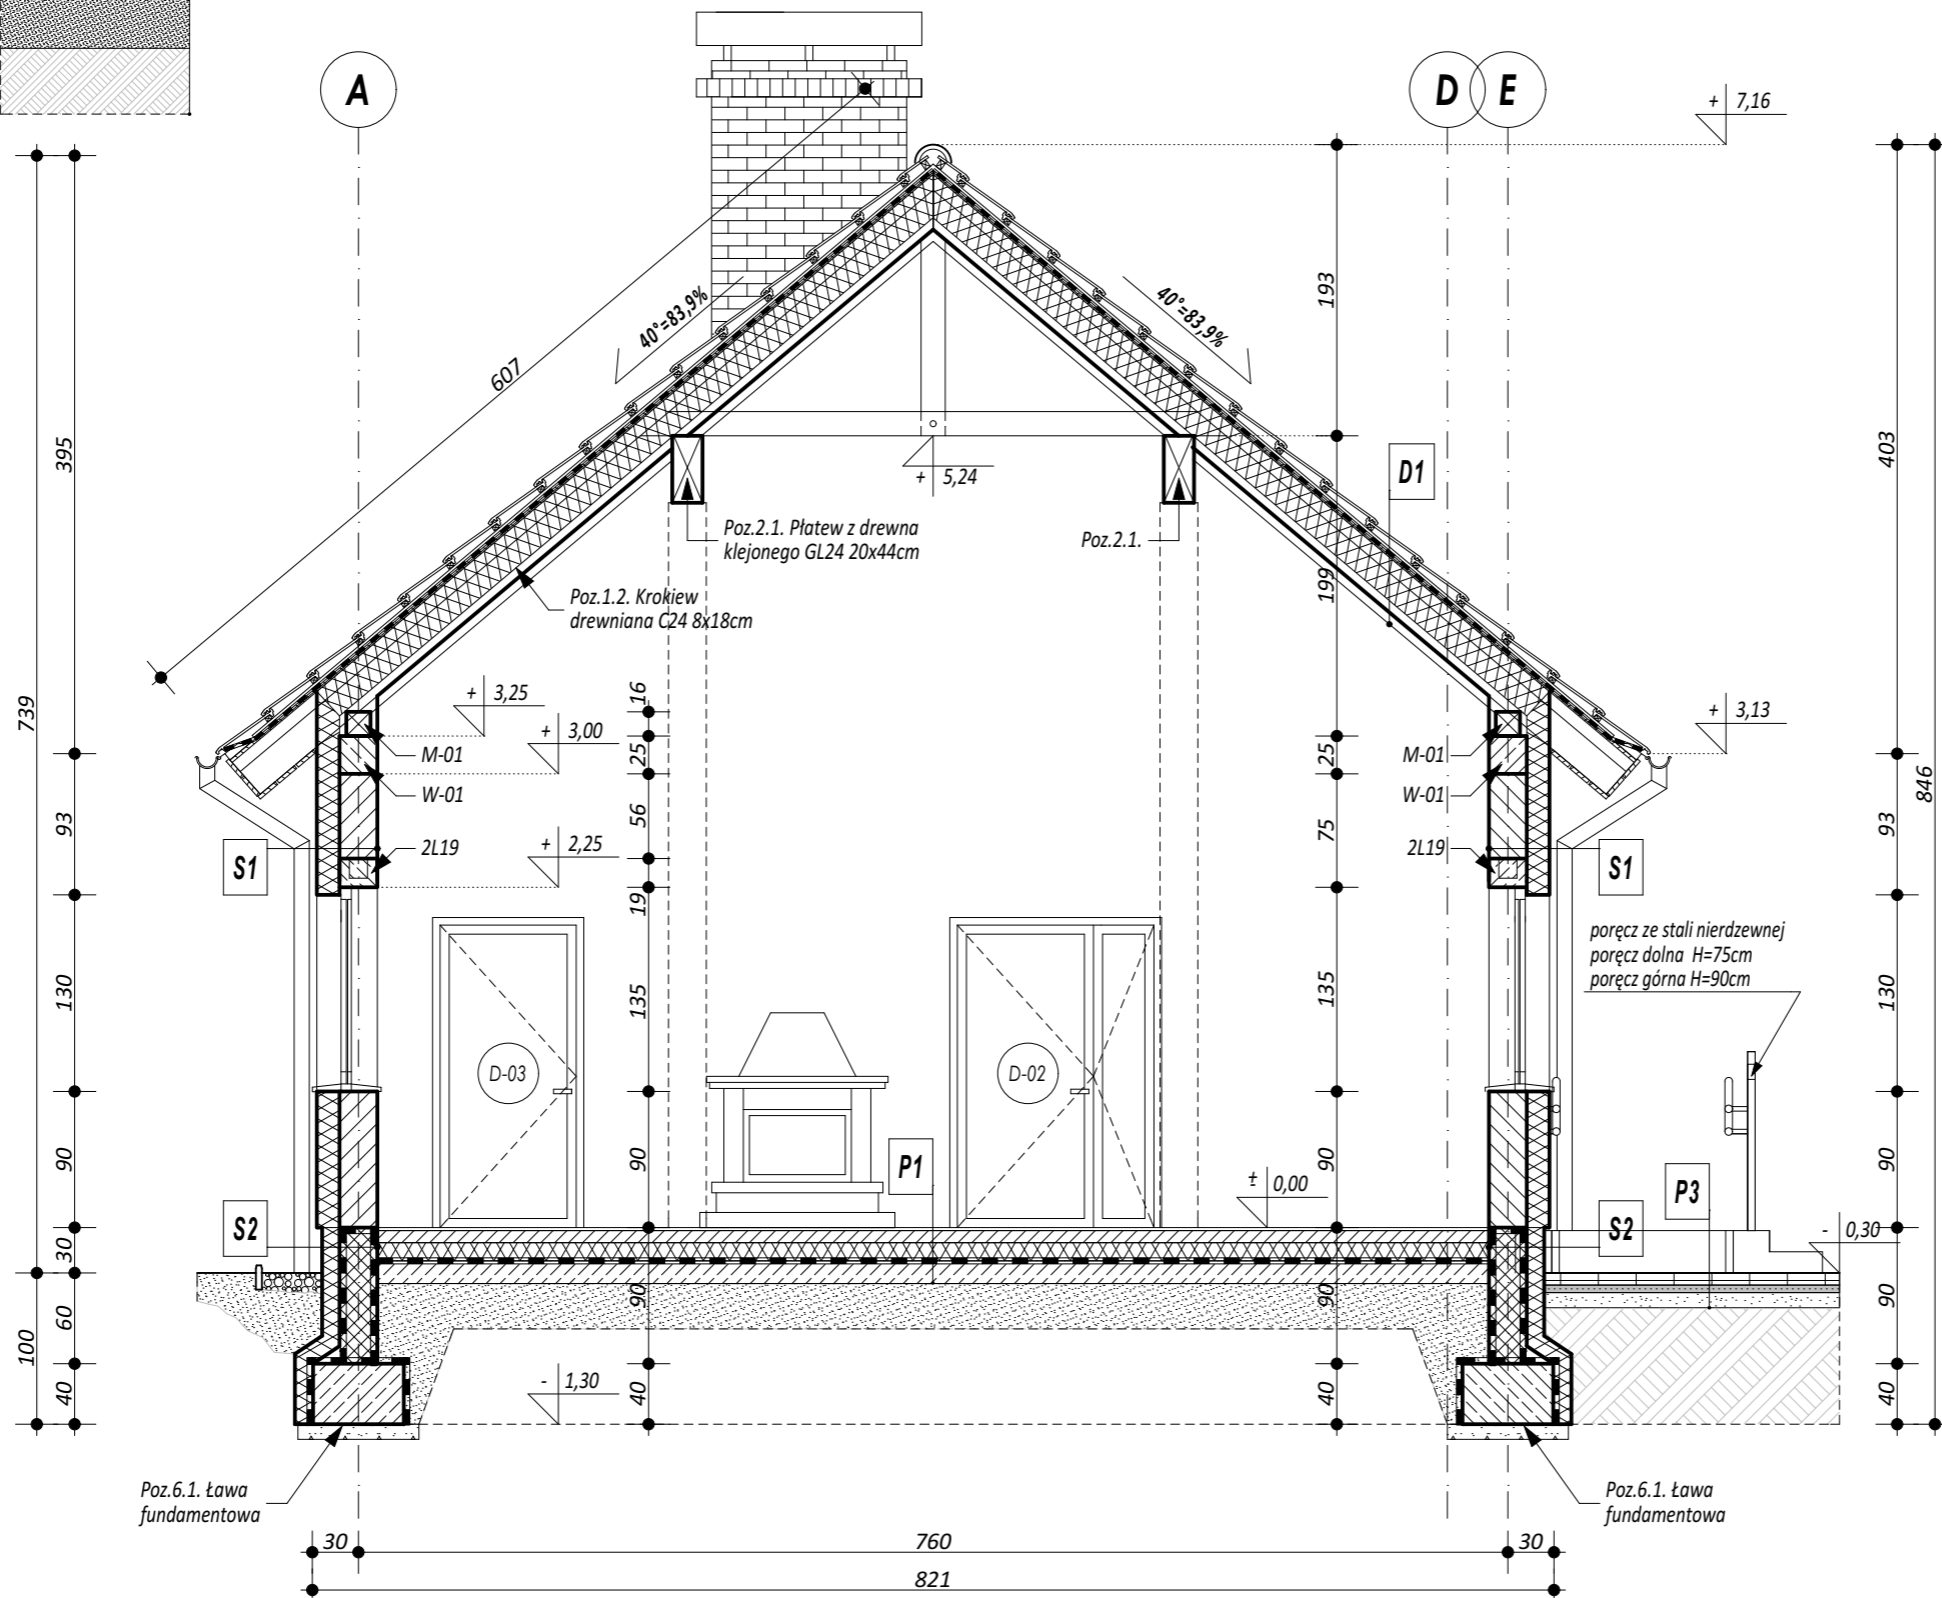 A
D
E
+ 7,16
607
40°=83,9%
40°=83,9%
193
395
403
+ 5,24
D1
Poz.2.1. Płatew z drewna
klejonego GL24 20x44cm
Poz.2.1.
199
Poz.1.2. Krokiew
drewniana C24 8x18cm
739
846
+ 3,25
16
+ 3,00
+ 3,13
M-01
25
25
M-01
W-01
W-01
93
56
75
93
S1
2L19
+ 2,25
2L19
S1
19
poręcz ze stali nierdzewnej
poręcz dolna H=75cm
poręcz górna H=90cm
130
135
135
130
D-03
D-02
90
90
P1
90
90
± 0,00
P3
S2
S2
- 0,30
30
60
90
90
90
100
40
- 1,30
40
40
40
Poz.6.1. Ława
fundamentowa
Poz.6.1. Ława
fundamentowa
30
760
30
821